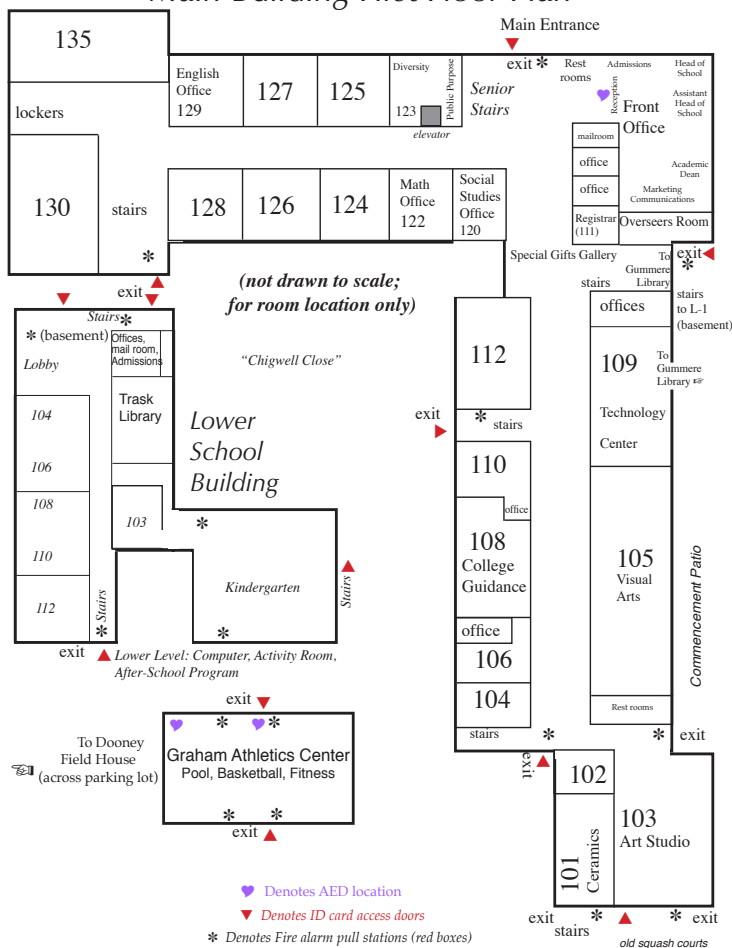 Main Building First Floor Plan
Main Entrance
135
exit *
Rest
rooms
Admissions
Head of
School
English
Office
129
127
125
Diversity
123
Public Purpose
elevator
Senior
Stairs
Reception
Front
Office
Assistant
Head of
School
lockers
mailroom
office
office
Academic
Dean
Marketing
Communications
Registrar
(111)
Overseers Room
130
stairs
*
128
126
124
Math
Office
122
Social
Studies
Office
120
Special Gifts Gallery
exit
*
To
Gummere
Library
stairs
stairs
to L-1
(basement)
exit
(not drawn to scale;
for room location only)
Stairs
*
* (basement)
Lobby
Offices,
mail room,
Admissions
"Chigwell Close"
offices
112
109
To
Gummere
Library ☞
Technology
Center
Trask
Library
104
Lower
School
Building
exit
*
stairs
106
110
108
103
*
office
110
108
College
Guidance
105
Visual
Arts
Commencement Patio
112
Kindergarten
Stairs
Stairs
*
*
office
106
exit
Lower Level: Computer, Activity Room,
After-School Program
104
Rest rooms
exit
stairs
*
*
exit
exit
To Dooney
Field House
(across parking lot)
☜
*
*
Graham Athletics Center
Pool, Basketball, Fitness
*
*
exit
102
103
Art Studio
101
Ceramics
Denotes AED location
Denotes ID card access doors
* Denotes Fire alarm pull stations (red boxes)
exit
stairs
*
*
exit
old squash courts